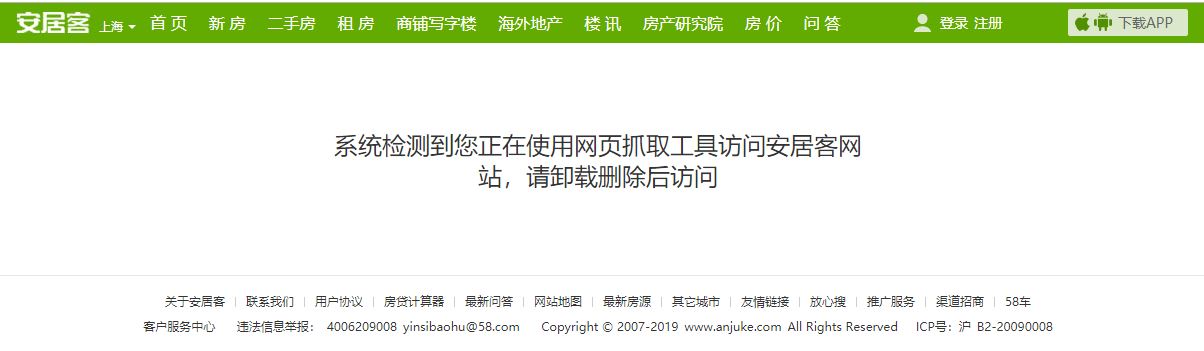 安居客 上海 首 页 新 房 二手房 租 房 商铺写字楼 海外地产 楼 讯 房产研究院 房 价 问 答 登录 注册 下载APP
系统检测到您正在使用网页抓取工具访问安居客网
站，请卸载删除后访问
关于安居客 | 联系我们 | 用户协议 | 房贷计算器 | 最新问答 | 网站地图 | 最新房源 | 其它城市 | 友情链接 | 放心搜 | 推广服务 | 渠道招商 | 58车
客户服务中心 违法信息举报： 4006209008 yinsibaohu@58.com Copyright © 2007-2019 www.anjuke.com All Rights Reserved ICP号：沪 B2-20090008